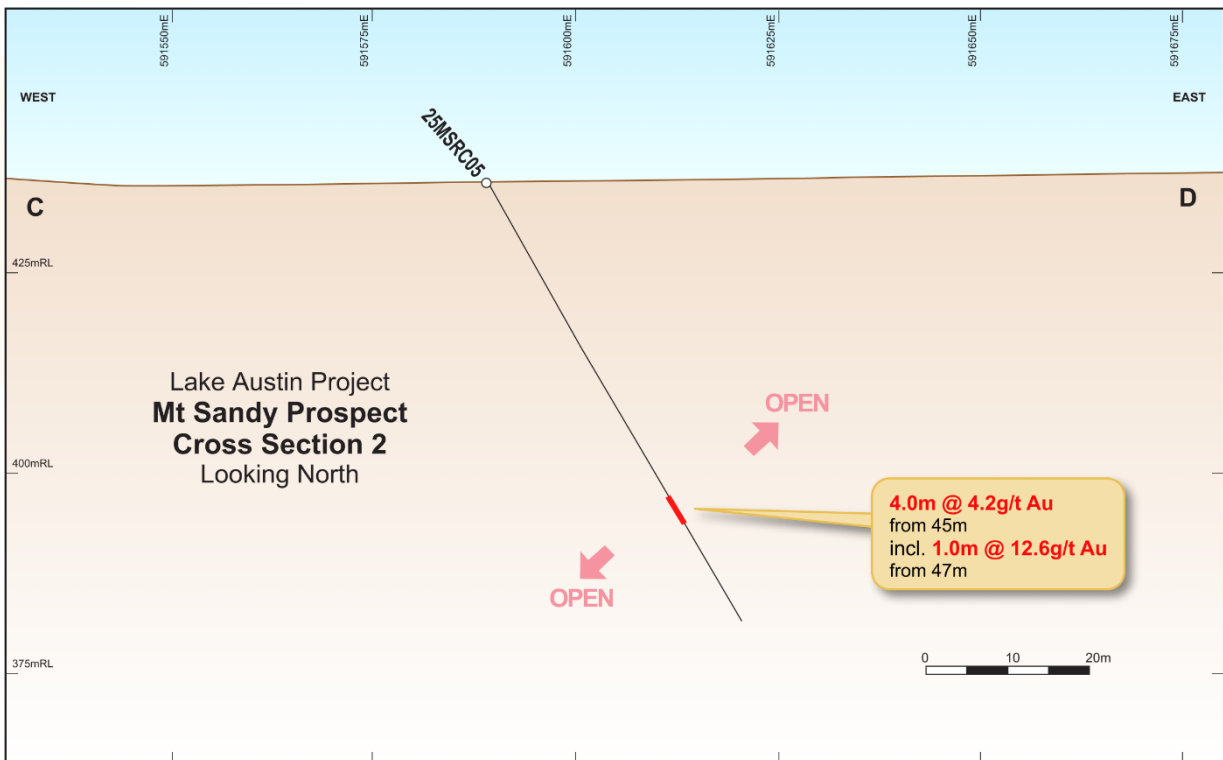 591550mE
591575mE
591600mE
591625mE
591650mE
591675mE
WEST
EAST
25MSRC05
C
D
425mRL
Lake Austin Project
Mt Sandy Prospect
Cross Section 2
Looking North
OPEN
400mRL
4.0m @ 4.2g/t Au
from 45m
incl. 1.0m @ 12.6g/t Au
from 47m
OPEN
375mRL
0 10 20m